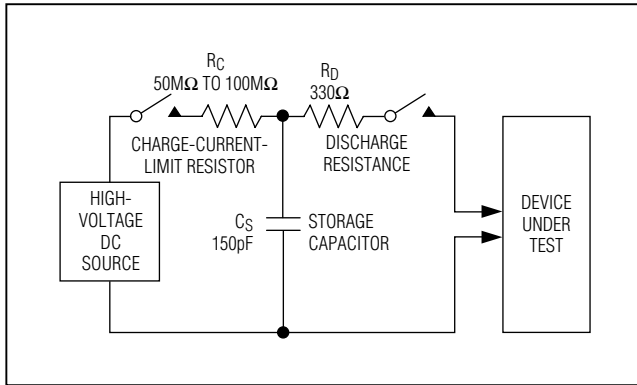 R_C
50MΩ TO 100MΩ
CHARGE-CURRENT-
LIMIT RESISTOR
R_D
330Ω
DISCHARGE
RESISTANCE
HIGH-
VOLTAGE
DC
SOURCE
C_S
150pF
STORAGE
CAPACITOR
DEVICE
UNDER
TEST